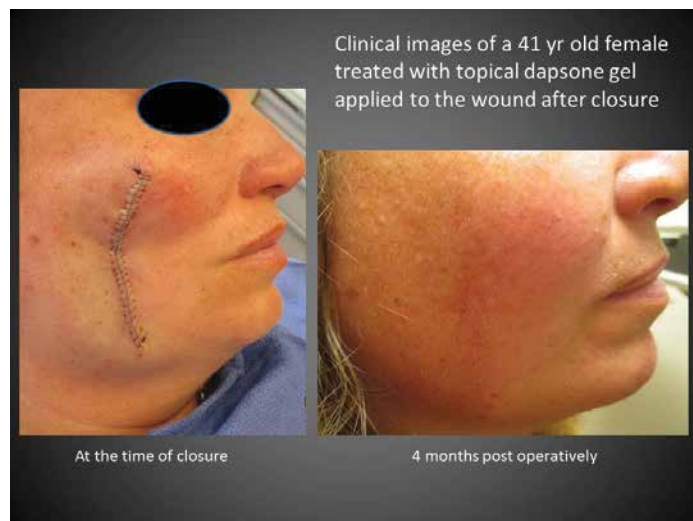 Clinical images of a 41 yr old female
treated with topical dapsone gel
applied to the wound after closure
At the time of closure
4 months post operatively